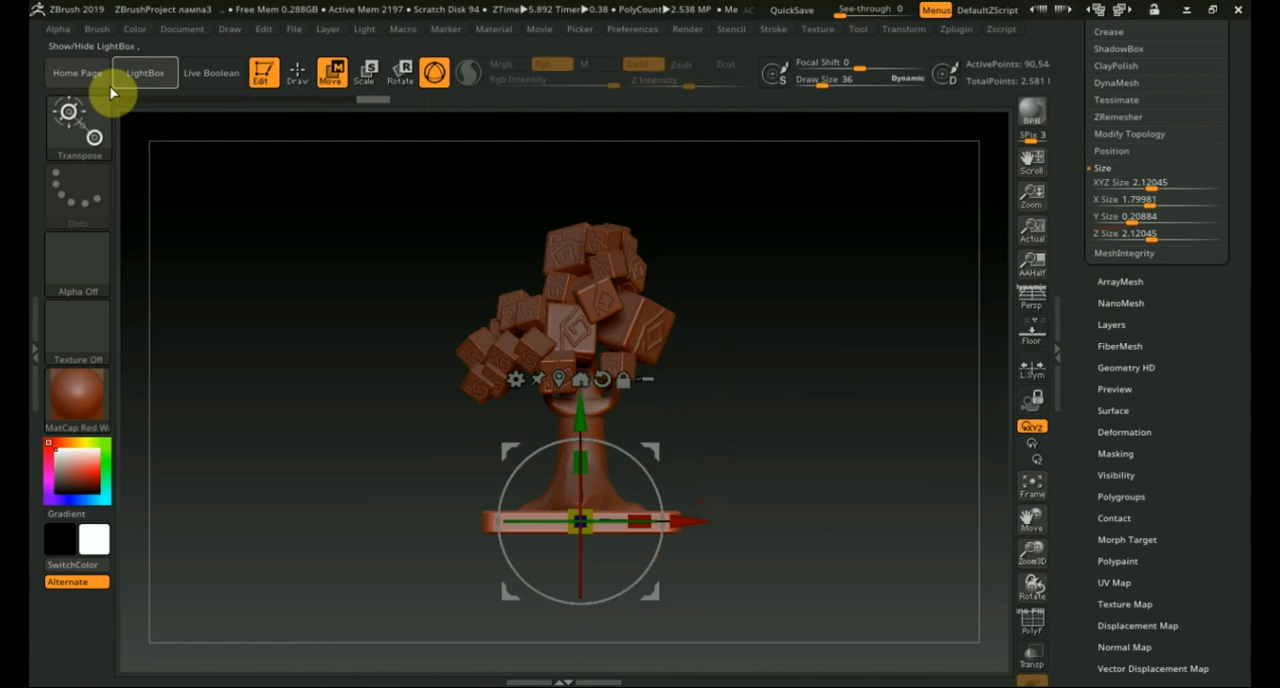 ZBrush 2019 ZBrushProject лампа3 .. • Free Mem 0.288GB • Active Mem 2197 • Scratch Disk 94 • ZTime▶5.892 Timer▶0.38 • PolyCount▶2.538 MP • Me AC QuickSave See-through 0 Menus DefaultZScript
Alpha Brush Color Document Draw Edit File Layer Light Macro Marker Material Movie Picker Preferences Render Stencil Stroke Texture Tool Transform Zplugin Zscript
Show/Hide LightBox ,
Home Page LightBox Live Boolean Edit Draw Move Scale Rotate
Mrgb Rgb M Zadd Zsub Zcut
Rgb Intensity Z Intensity
Focal Shift 0
Draw Size 36 Dynamic
S
D
ActivePoints: 90,54
TotalPoints: 2.581
Transpose
Dots
Alpha Off
Texture Off
MatCap Red W
Gradient
SwitchColor
Alternate
BPR
SPix 3
Scroll
Zoom
Actual
AAHalf
Dynamic
Persp
Floor
L.Sym
XYZ
Frame
Move
Zoom3D
Rotate
PolyF
Transp
Crease
ShadowBox
ClayPolish
DynaMesh
Tessimate
ZRemesher
Modify Topology
Position
Size
XYZ Size 2.12045
X Size 1.79981
Y Size 0.20884
Z Size 2.12045
MeshIntegrity
ArrayMesh
NanoMesh
Layers
FiberMesh
Geometry HD
Preview
Surface
Deformation
Masking
Visibility
Polygroups
Contact
Morph Target
Polypaint
UV Map
Texture Map
Displacement Map
Normal Map
Vector Displacement Map